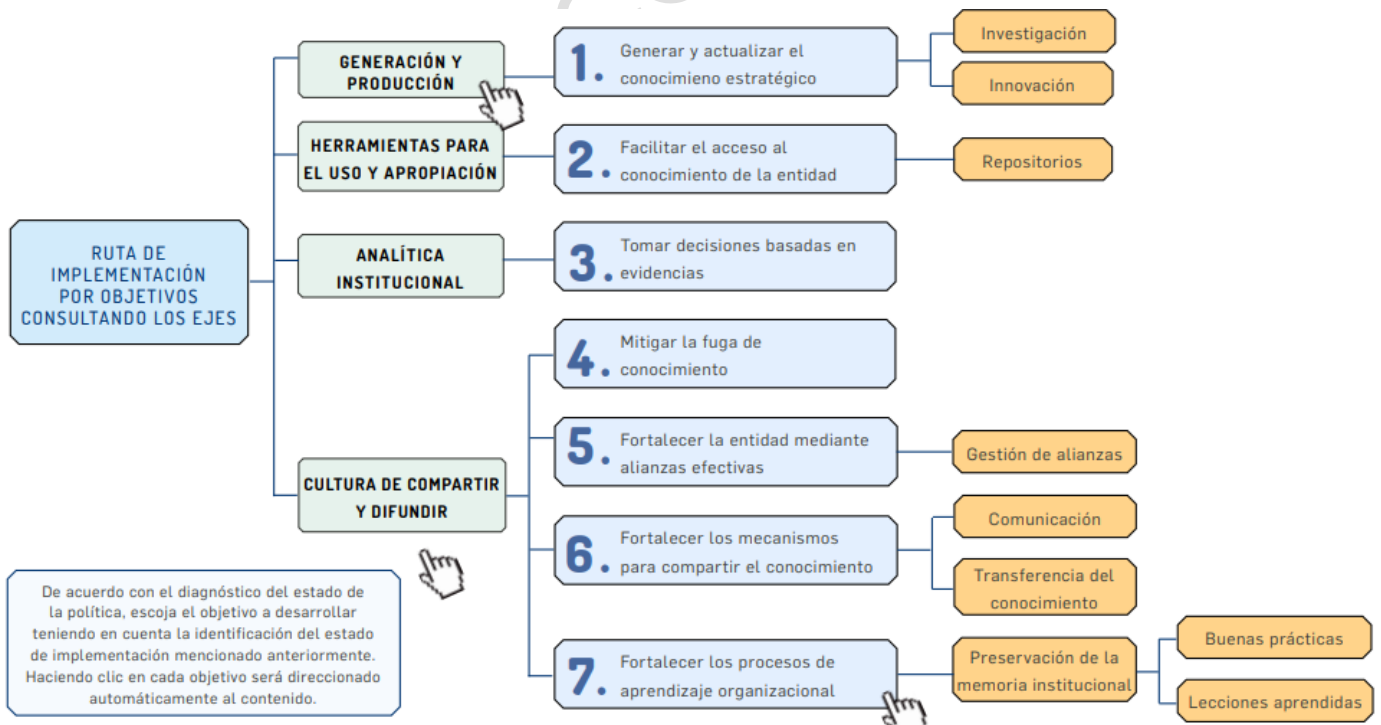 GENERACIÓN Y
PRODUCCIÓN
1.
Generar y actualizar el
conocimieno estratégico
Investigación
Innovación
HERRAMIENTAS PARA
EL USO Y APROPIACIÓN
2.
Facilitar el acceso al
conocimiento de la entidad
Repositorios
RUTA DE
IMPLEMENTACIÓN
POR OBJETIVOS
CONSULTANDO LOS EJES
ANALÍTICA
INSTITUCIONAL
3.
Tomar decisiones basadas en
evidencias
4.
Mitigar la fuga de
conocimiento
5.
Fortalecer la entidad mediante
alianzas efectivas
Gestión de alianzas
CULTURA DE COMPARTIR
Y DIFUNDIR
6.
Fortalecer los mecanismos
para compartir el conocimiento
Comunicación
Transferencia del
conocimiento
7.
Fortalecer los procesos de
aprendizaje organizacional
Preservación de la
memoria institucional
Buenas prácticas
Lecciones aprendidas
De acuerdo con el diagnóstico del estado de
la política, escoja el objetivo a desarrollar
teniendo en cuenta la identificación del estado
de implementación mencionado anteriormente.
Haciendo clic en cada objetivo será direccionado
automáticamente al contenido.